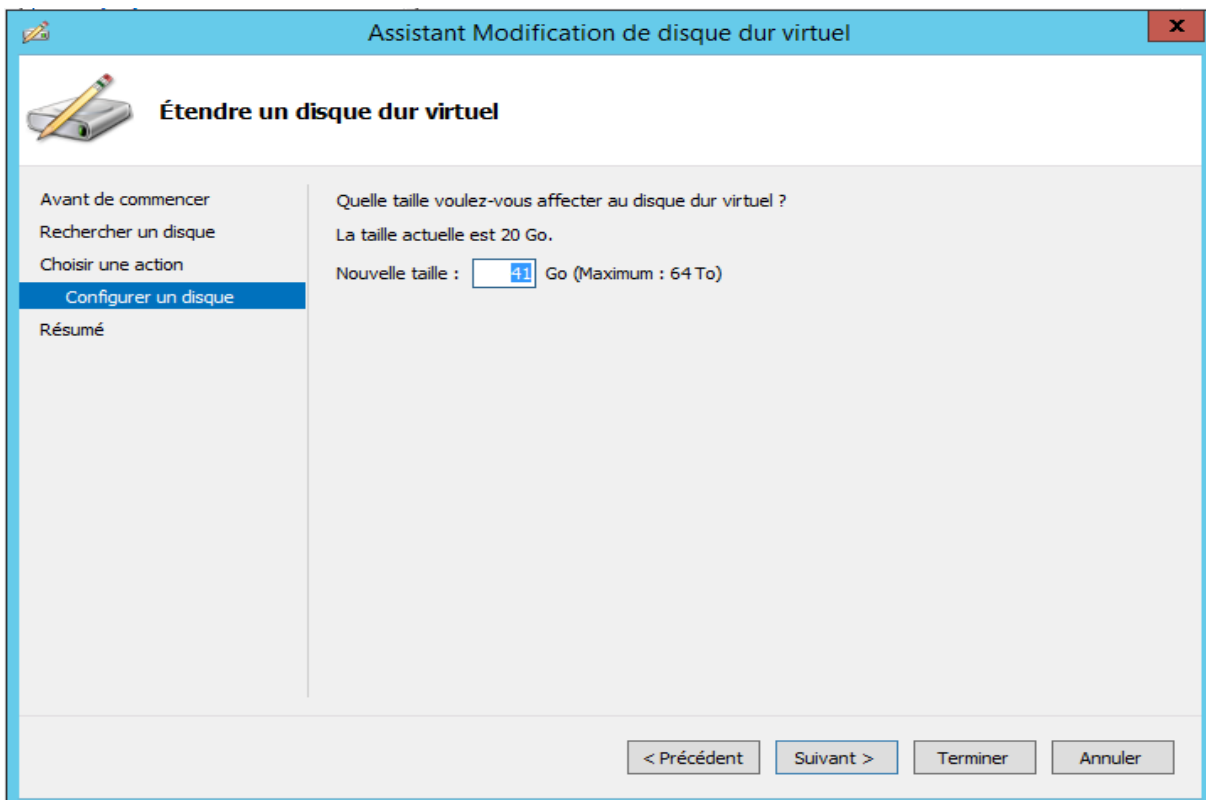 Assistant Modification de disque dur virtuel
x
Étendre un disque dur virtuel
Avant de commencer
Rechercher un disque
Choisir une action
Configurer un disque
Résumé
Quelle taille voulez-vous affecter au disque dur virtuel ?
La taille actuelle est 20 Go.
Nouvelle taille : 41 Go (Maximum : 64 To)
< Précédent Suivant > Terminer Annuler